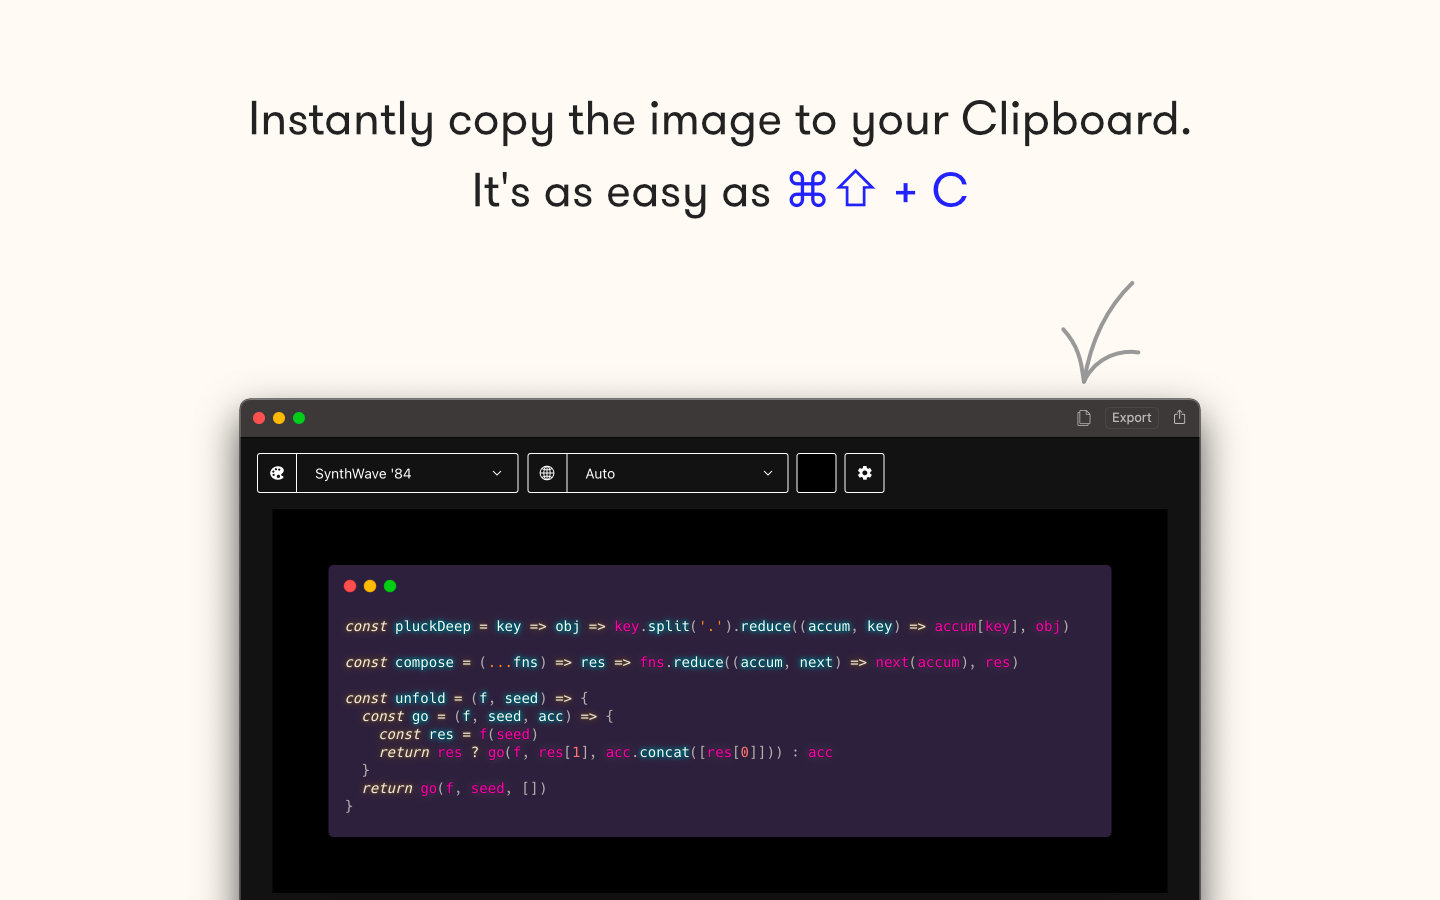 Instantly copy the image to your Clipboard.
It's as easy as ⌘⇧ + C
Export
SynthWave '84
Auto
const pluckDeep = key => obj => key.split('.').reduce((accum, key) => accum[key], obj)
const compose = (...fns) => res => fns.reduce((accum, next) => next(accum), res)
const unfold = (f, seed) => {
  const go = (f, seed, acc) => {
    const res = f(seed)
    return res ? go(f, res[1], acc.concat([res[0]])) : acc
  }
  return go(f, seed, [])
}